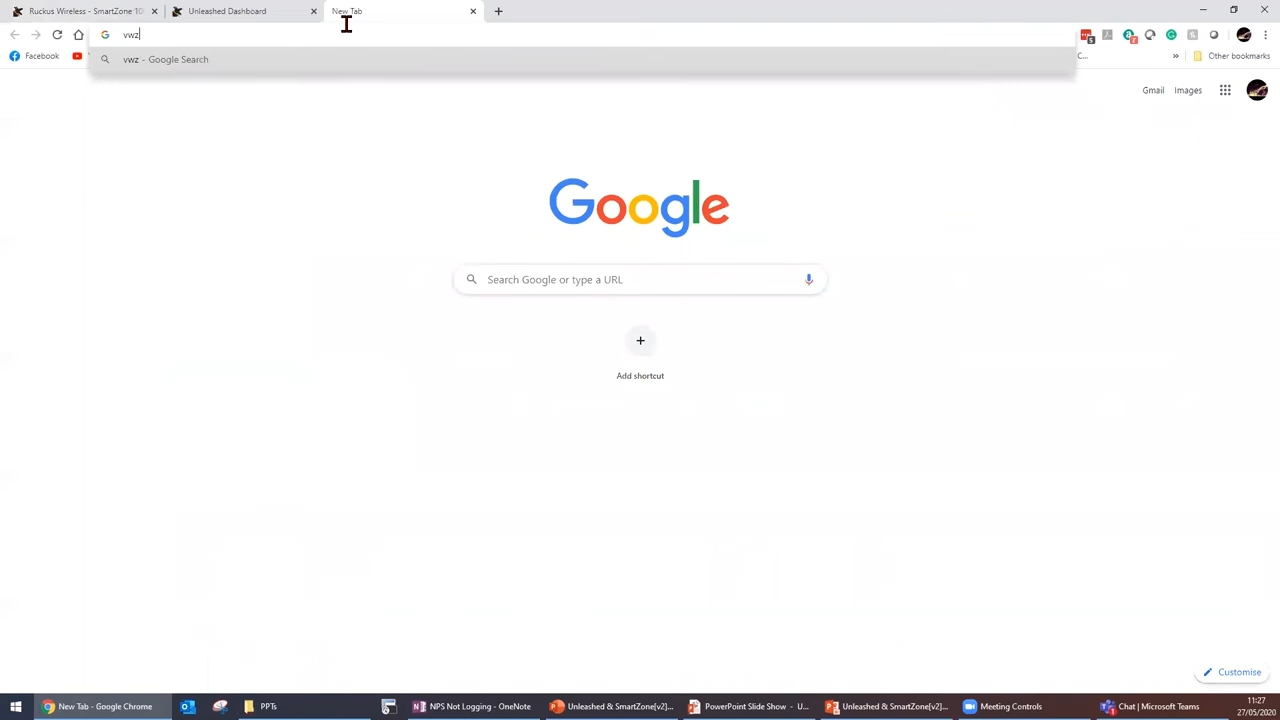 Ruckus Wireless - SmartZone 10
Unleashed Dashboard
New Tab
vwz
Facebook
C...
»
Other bookmarks
vwz - Google Search
Gmail
Images
Google
Search Google or type a URL
Add shortcut
Customise
New Tab - Google Chrome
PPTs
NPS Not Logging - OneNote
Unleashed & SmartZone[v2]...
PowerPoint Slide Show - U...
Unleashed & SmartZone[v2]...
Meeting Controls
Chat | Microsoft Teams
11:27
27/05/2020